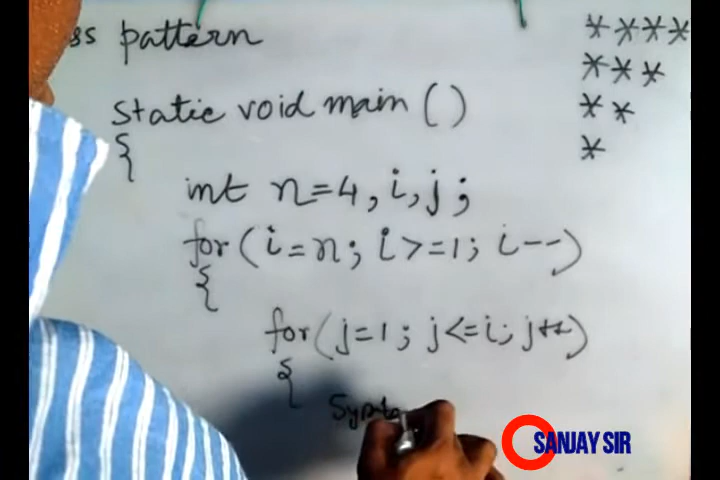 pattern
static void main ()
{
int n=4, i, j;
for(i=n; i>=1; i--)
{
for(j=1; j<=i; j++)
{
****
***
**
*
SANJAY SIR